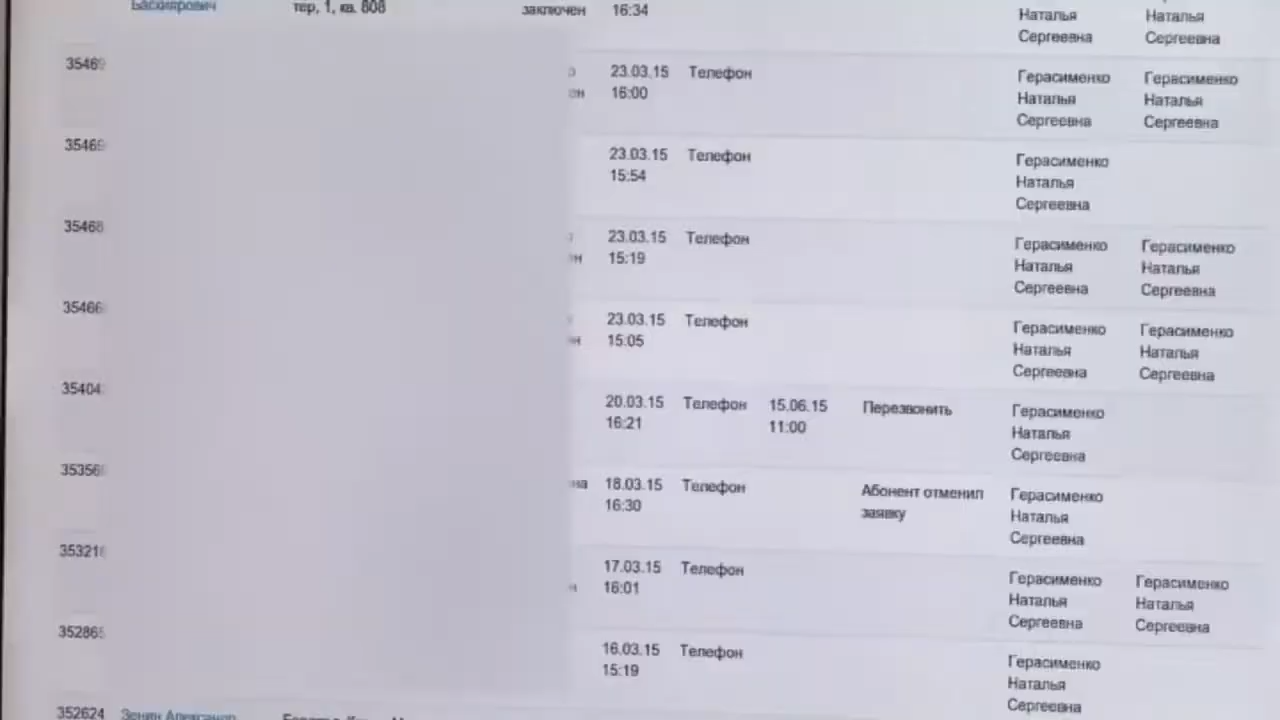 тер, 1, кв. 808 заключен 16:34 Наталья Наталья
Сергеевна Сергеевна
23.03.15 Телефон Герасименко Герасименко
16:00 Наталья Наталья
Сергеевна Сергеевна
23.03.15 Телефон Герасименко
15:54 Наталья
Сергеевна
35468 23.03.15 Телефон Герасименко Герасименко
15:19 Наталья Наталья
Сергеевна Сергеевна
35466 23.03.15 Телефон Герасименко Герасименко
15:05 Наталья Наталья
Сергеевна Сергеевна
35404 20.03.15 Телефон 15.06.15 Перезвонить Герасименко
16:21 11:00 Наталья
Сергеевна
18.03.15 Телефон Абонент отменил Герасименко
16:30 заявку Наталья
Сергеевна
17.03.15 Телефон Герасименко Герасименко
16:01 Наталья Наталья
Сергеевна Сергеевна
16.03.15 Телефон Герасименко
15:19 Наталья
Сергеевна
352624